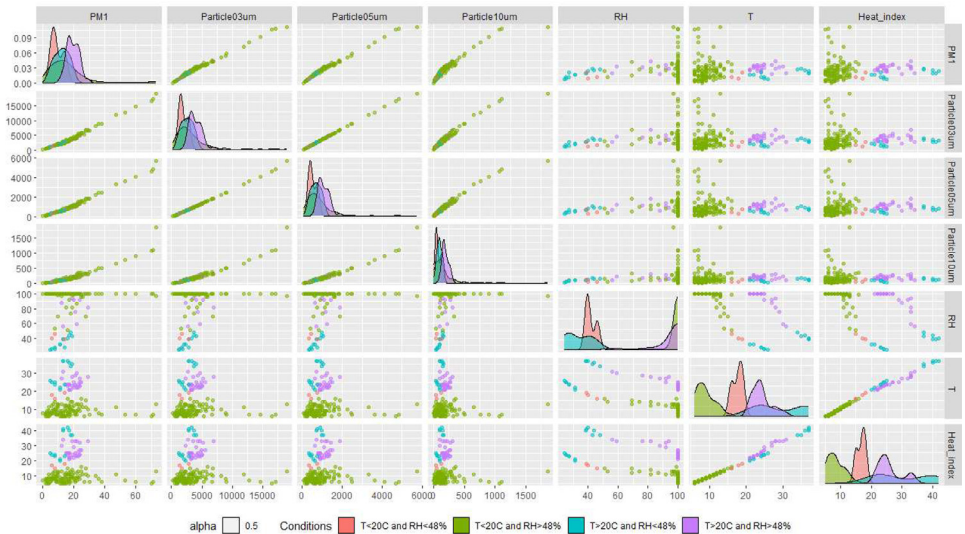 PM1 Particle03um Particle05um Particle10um RH T Heat_index
0.09
0.06
0.03
0.00
PM1
15000
10000
5000
0
Particle03um
6000
4000
2000
0
Particle05um
1500
1000
500
0
Particle10um
100
80
60
40
RH
30
20
10
T
40
30
20
10
Heat_index
0 20 40 60 0 5000 10000 15000 0 2000 4000 6000 0 500 1000 1500 40 60 80 100 10 20 30 10 20 30 40
alpha 0.5 Conditions T<20C and RH<48% T<20C and RH>48% T>20C and RH<48% T>20C and RH>48%